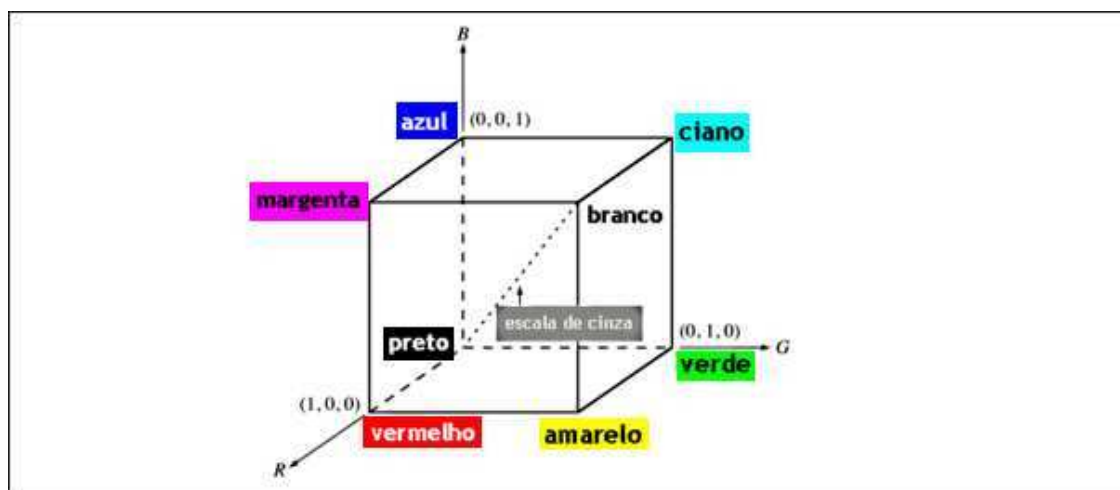 B
azul (0, 0, 1)
ciano
margenta
branco
escala de cinza
preto
(0, 1, 0)
G
verde
(1, 0, 0)
vermelho
amarelo
R